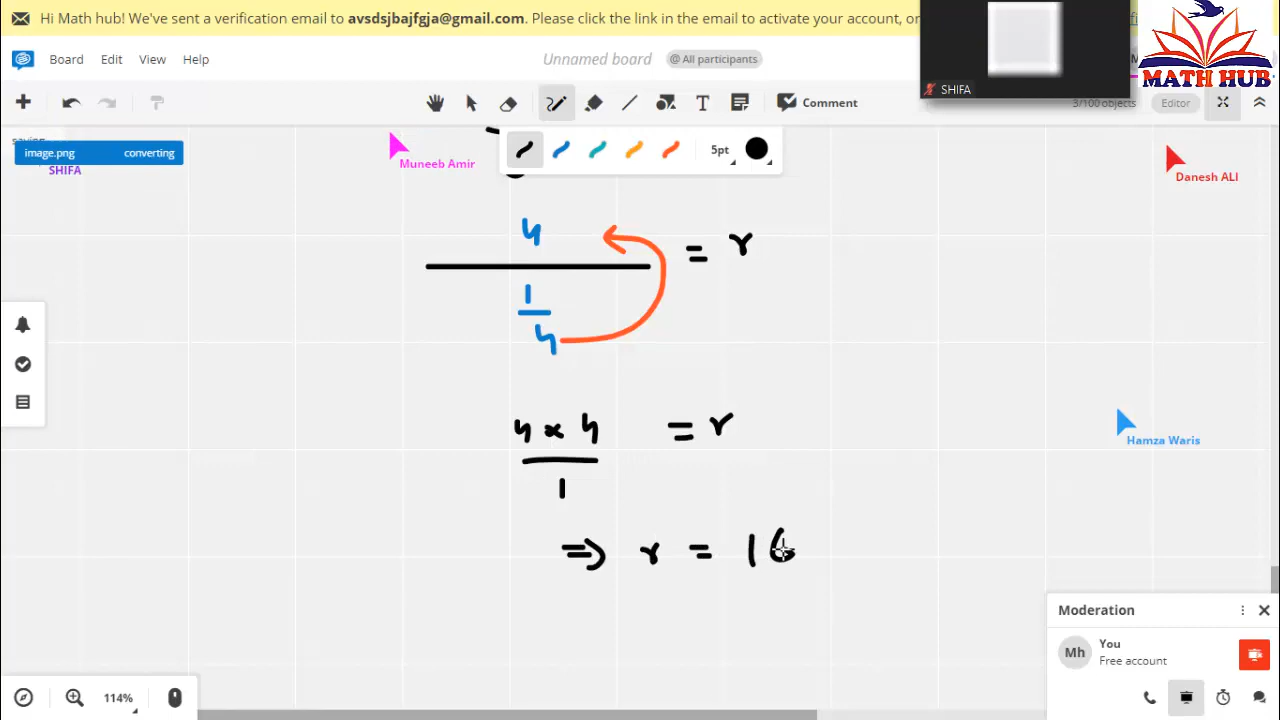 Hi Math hub! We've sent a verification email to avsdsjbajfgja@gmail.com. Please click the link in the email to activate your account, or
SHIFA
MATH HUB
Board Edit View Help
Unnamed board
@ All participants
Comment
3/100 objects
Editor
image.png converting
SHIFA
Muneeb Amir
5pt
Danesh ALI
4
= r
1
4
Hamza Waris
4 × 4 = r
1
⇒ r = 16
Moderation
Mh
You
Free account
114%